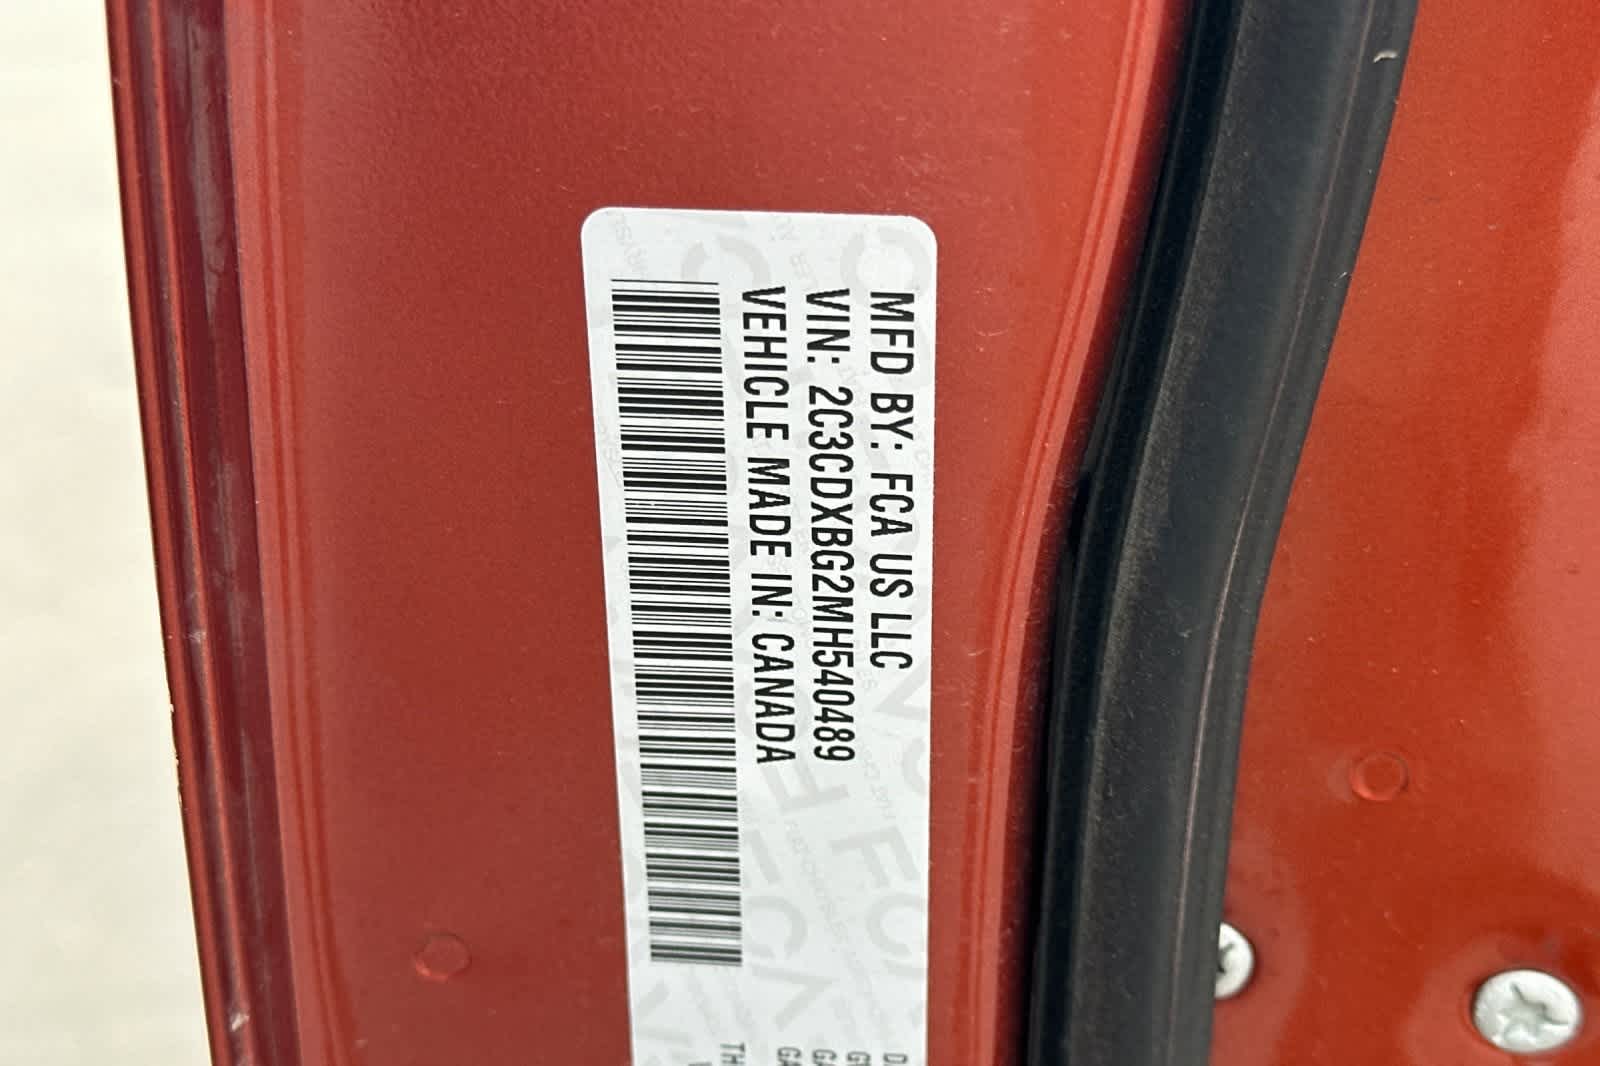 MFD BY: FCA US LLC
VIN: 2C3CDXBG2MH540489
VEHICLE MADE IN: CANADA